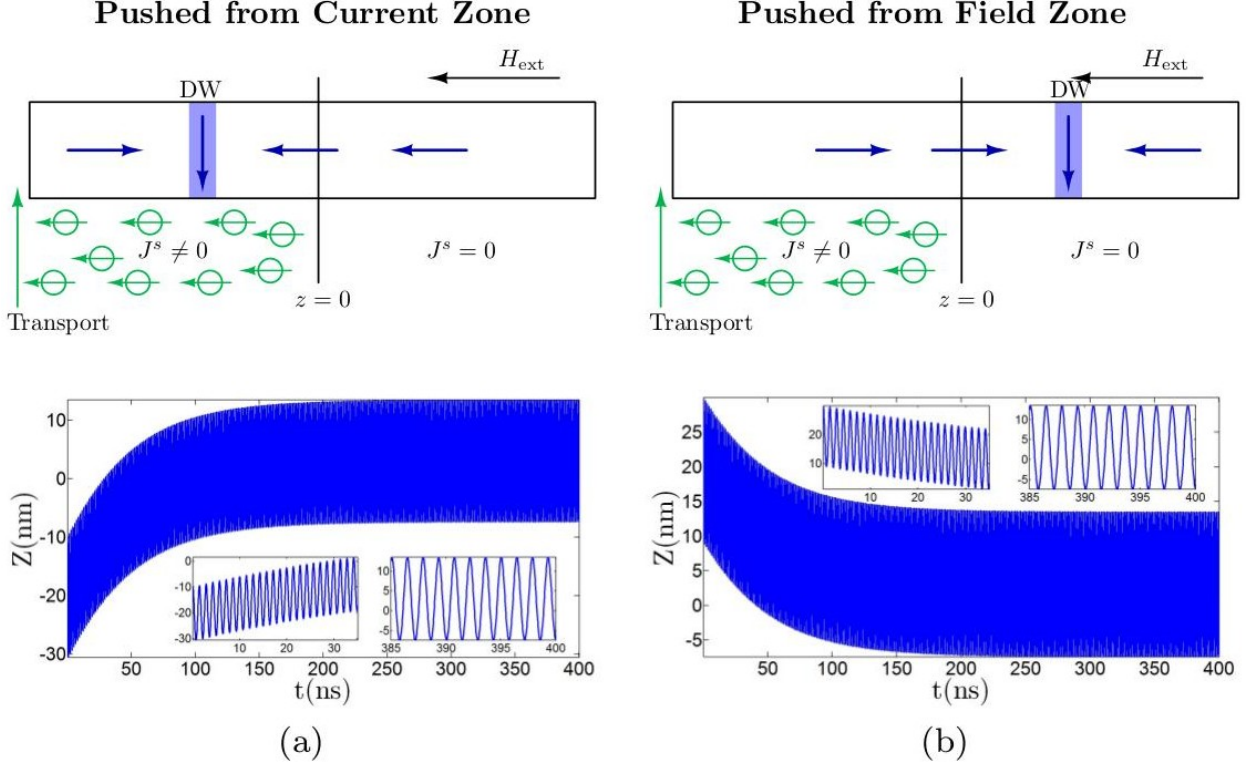 Pushed from Current Zone
H_ext
DW
J^s ≠ 0
J^s = 0
z = 0
Transport
10
0
-10
-20
-30
Z(nm)
0
-10
-20
-30
10 20 30
10
5
0
-5
385 390 395 400
50 100 150 200 250 300 350 400
t(ns)
(a)
Pushed from Field Zone
H_ext
DW
J^s ≠ 0
J^s = 0
z = 0
Transport
25
20
15
10
5
0
-5
Z(nm)
20
10
10 20 30
10
5
0
-5
385 390 395 400
50 100 150 200 250 300 350 400
t(ns)
(b)